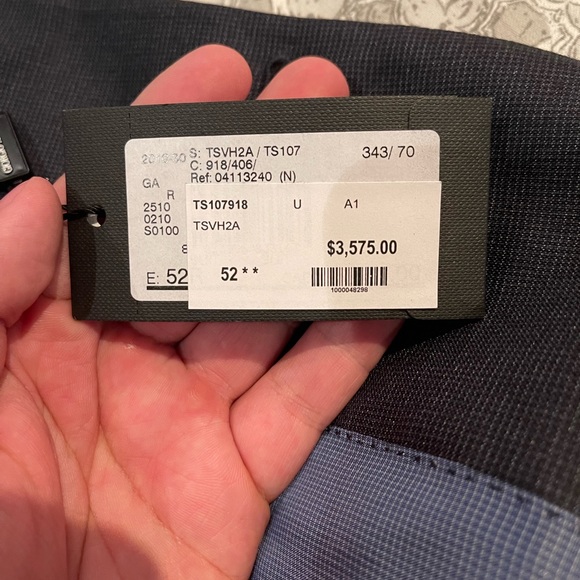 S: TSVH2A / TS107
343/ 70
C: 918/406/
GA
Ref: 04113240 (N)
R
2510
0210
S0100
E: 52
TS107918 U A1
TSVH2A
$3,575.00
52**
1000048298